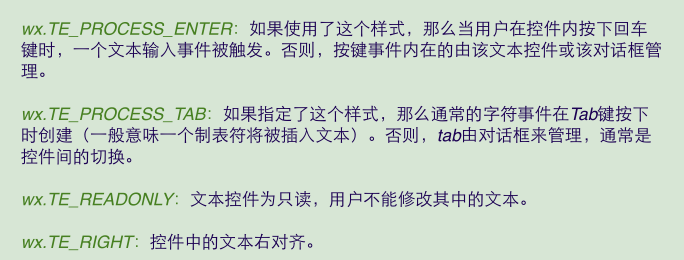 wx.TE_PROCESS_ENTER：如果使用了这个样式，那么当用户在控件内按下回车
键时，一个文本输入事件被触发。否则，按键事件内在的由该文本控件或该对话框管
理。
wx.TE_PROCESS_TAB：如果指定了这个样式，那么通常的字符事件在Tab键按下
时创建（一般意味一个制表符将被插入文本）。否则，tab由对话框来管理，通常是
控件间的切换。
wx.TE_READONLY：文本控件为只读，用户不能修改其中的文本。
wx.TE_RIGHT：控件中的文本右对齐。